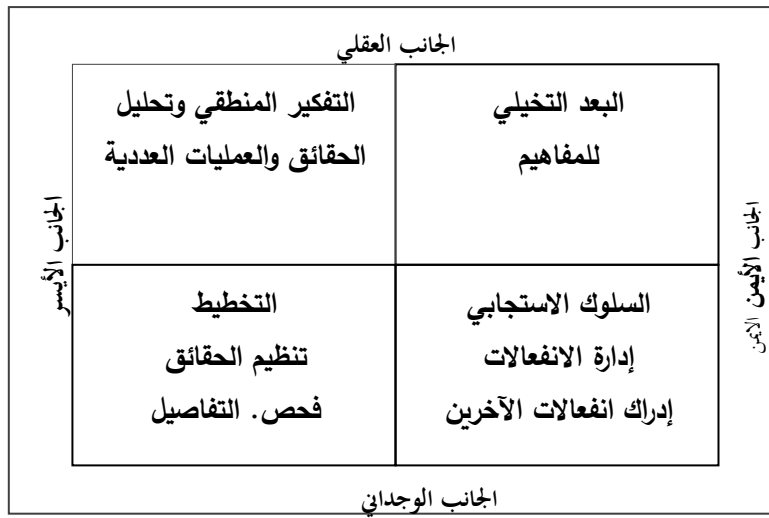 الجانب العقلي
البعد التخيلي
للمفاهيم
التفكير المنطقي وتحليل
الحقائق والعمليات العددية
الجانب الأيمن الايمن
الجانب الأيسر
السلوك الاستجابي
إدارة الانفعالات
إدراك انفعالات الآخرين
التخطيط
تنظيم الحقائق
فحص. التفاصيل
الجانب الوجداني